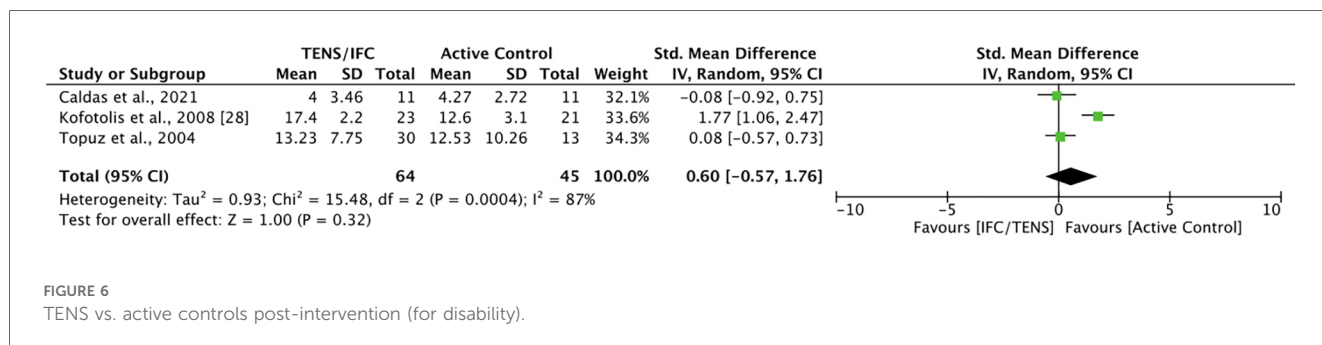 TENS/IFC Active Control Std. Mean Difference Std. Mean Difference
Study or Subgroup Mean SD Total Mean SD Total Weight IV, Random, 95% CI IV, Random, 95% CI
Caldas et al., 2021 4 3.46 11 4.27 2.72 11 32.1% −0.08 [−0.92, 0.75]
Kofotolis et al., 2008 [28] 17.4 2.2 23 12.6 3.1 21 33.6% 1.77 [1.06, 2.47]
Topuz et al., 2004 13.23 7.75 30 12.53 10.26 13 34.3% 0.08 [−0.57, 0.73]
Total (95% CI) 64 45 100.0% 0.60 [−0.57, 1.76]
Heterogeneity: Tau² = 0.93; Chi² = 15.48, df = 2 (P = 0.0004); I² = 87%
Test for overall effect: Z = 1.00 (P = 0.32)
−10 −5 0 5 10
Favours [IFC/TENS] Favours [Active Control]
FIGURE 6
TENS vs. active controls post-intervention (for disability).